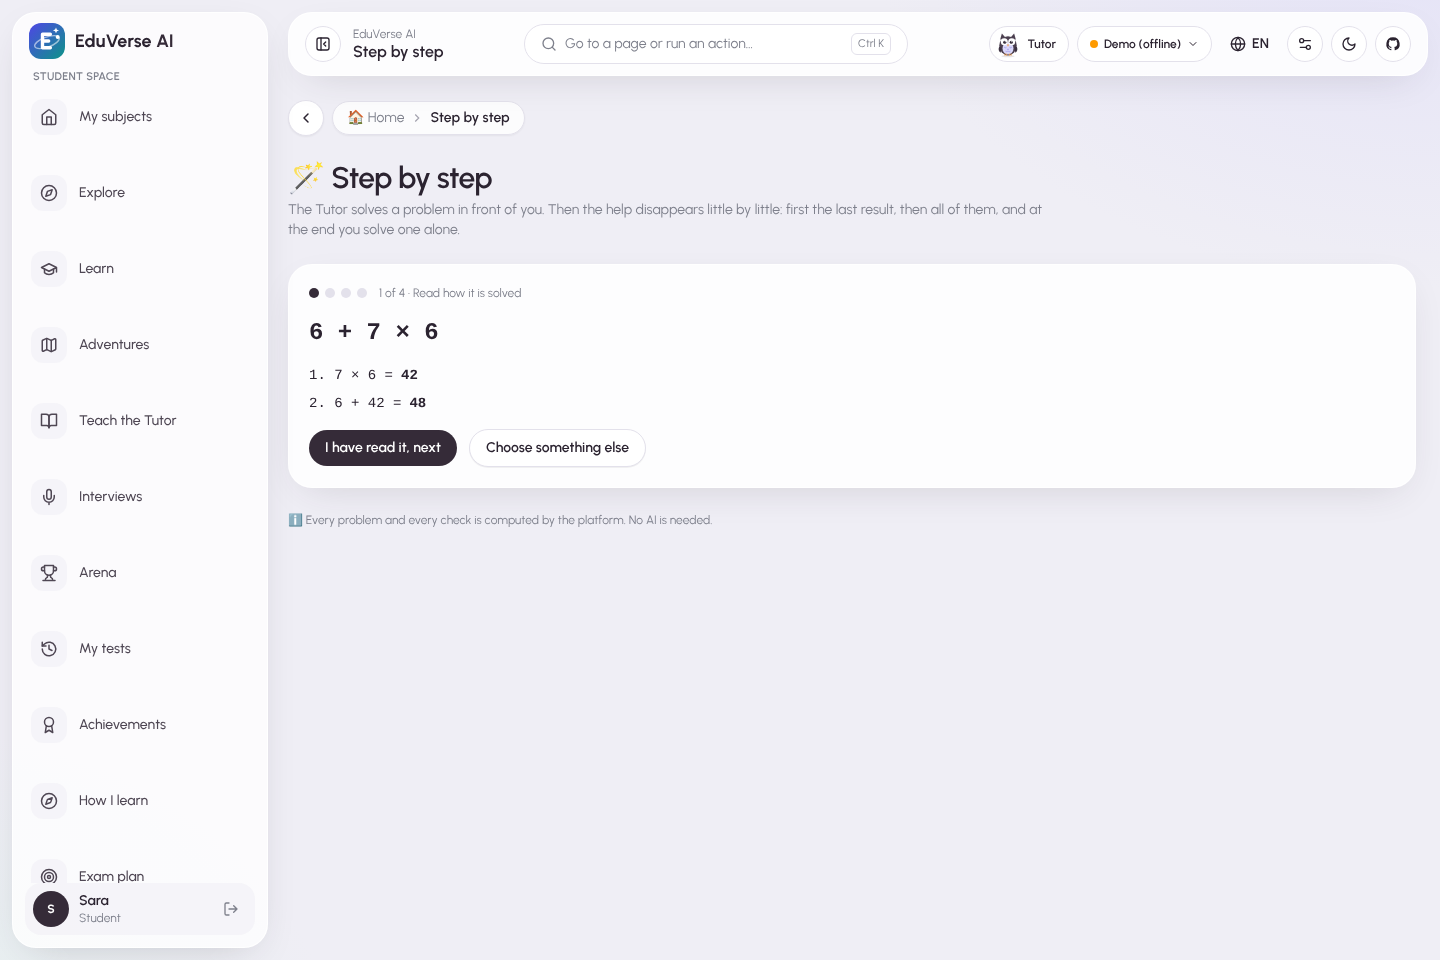 EduVerse AI
STUDENT SPACE
My subjects
Explore
Learn
Adventures
Teach the Tutor
Interviews
Arena
My tests
Achievements
How I learn
Exam plan
S
Sara
Student
EduVerse AI
Step by step
Go to a page or run an action...
Ctrl K
Tutor
Demo (offline)
EN
Home
Step by step
Step by step
The Tutor solves a problem in front of you. Then the help disappears little by little: first the last result, then all of them, and at
the end you solve one alone.
1 of 4 · Read how it is solved
6 + 7 × 6
1. 7 × 6 = 42
2. 6 + 42 = 48
I have read it, next
Choose something else
Every problem and every check is computed by the platform. No AI is needed.